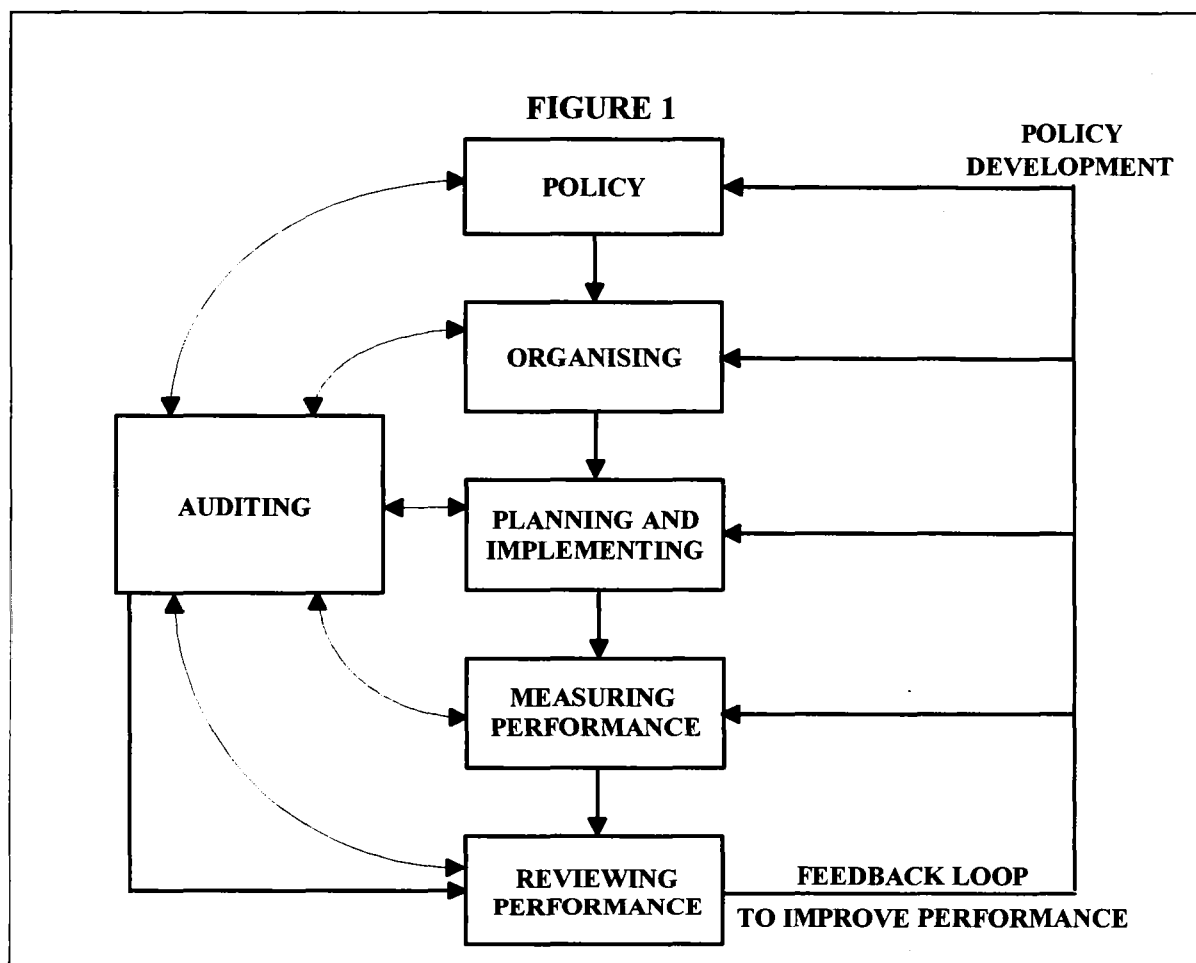 FIGURE 1
POLICY
DEVELOPMENT
POLICY
ORGANISING
AUDITING
PLANNING AND
IMPLEMENTING
MEASURING
PERFORMANCE
REVIEWING
PERFORMANCE
FEEDBACK LOOP
TO IMPROVE PERFORMANCE